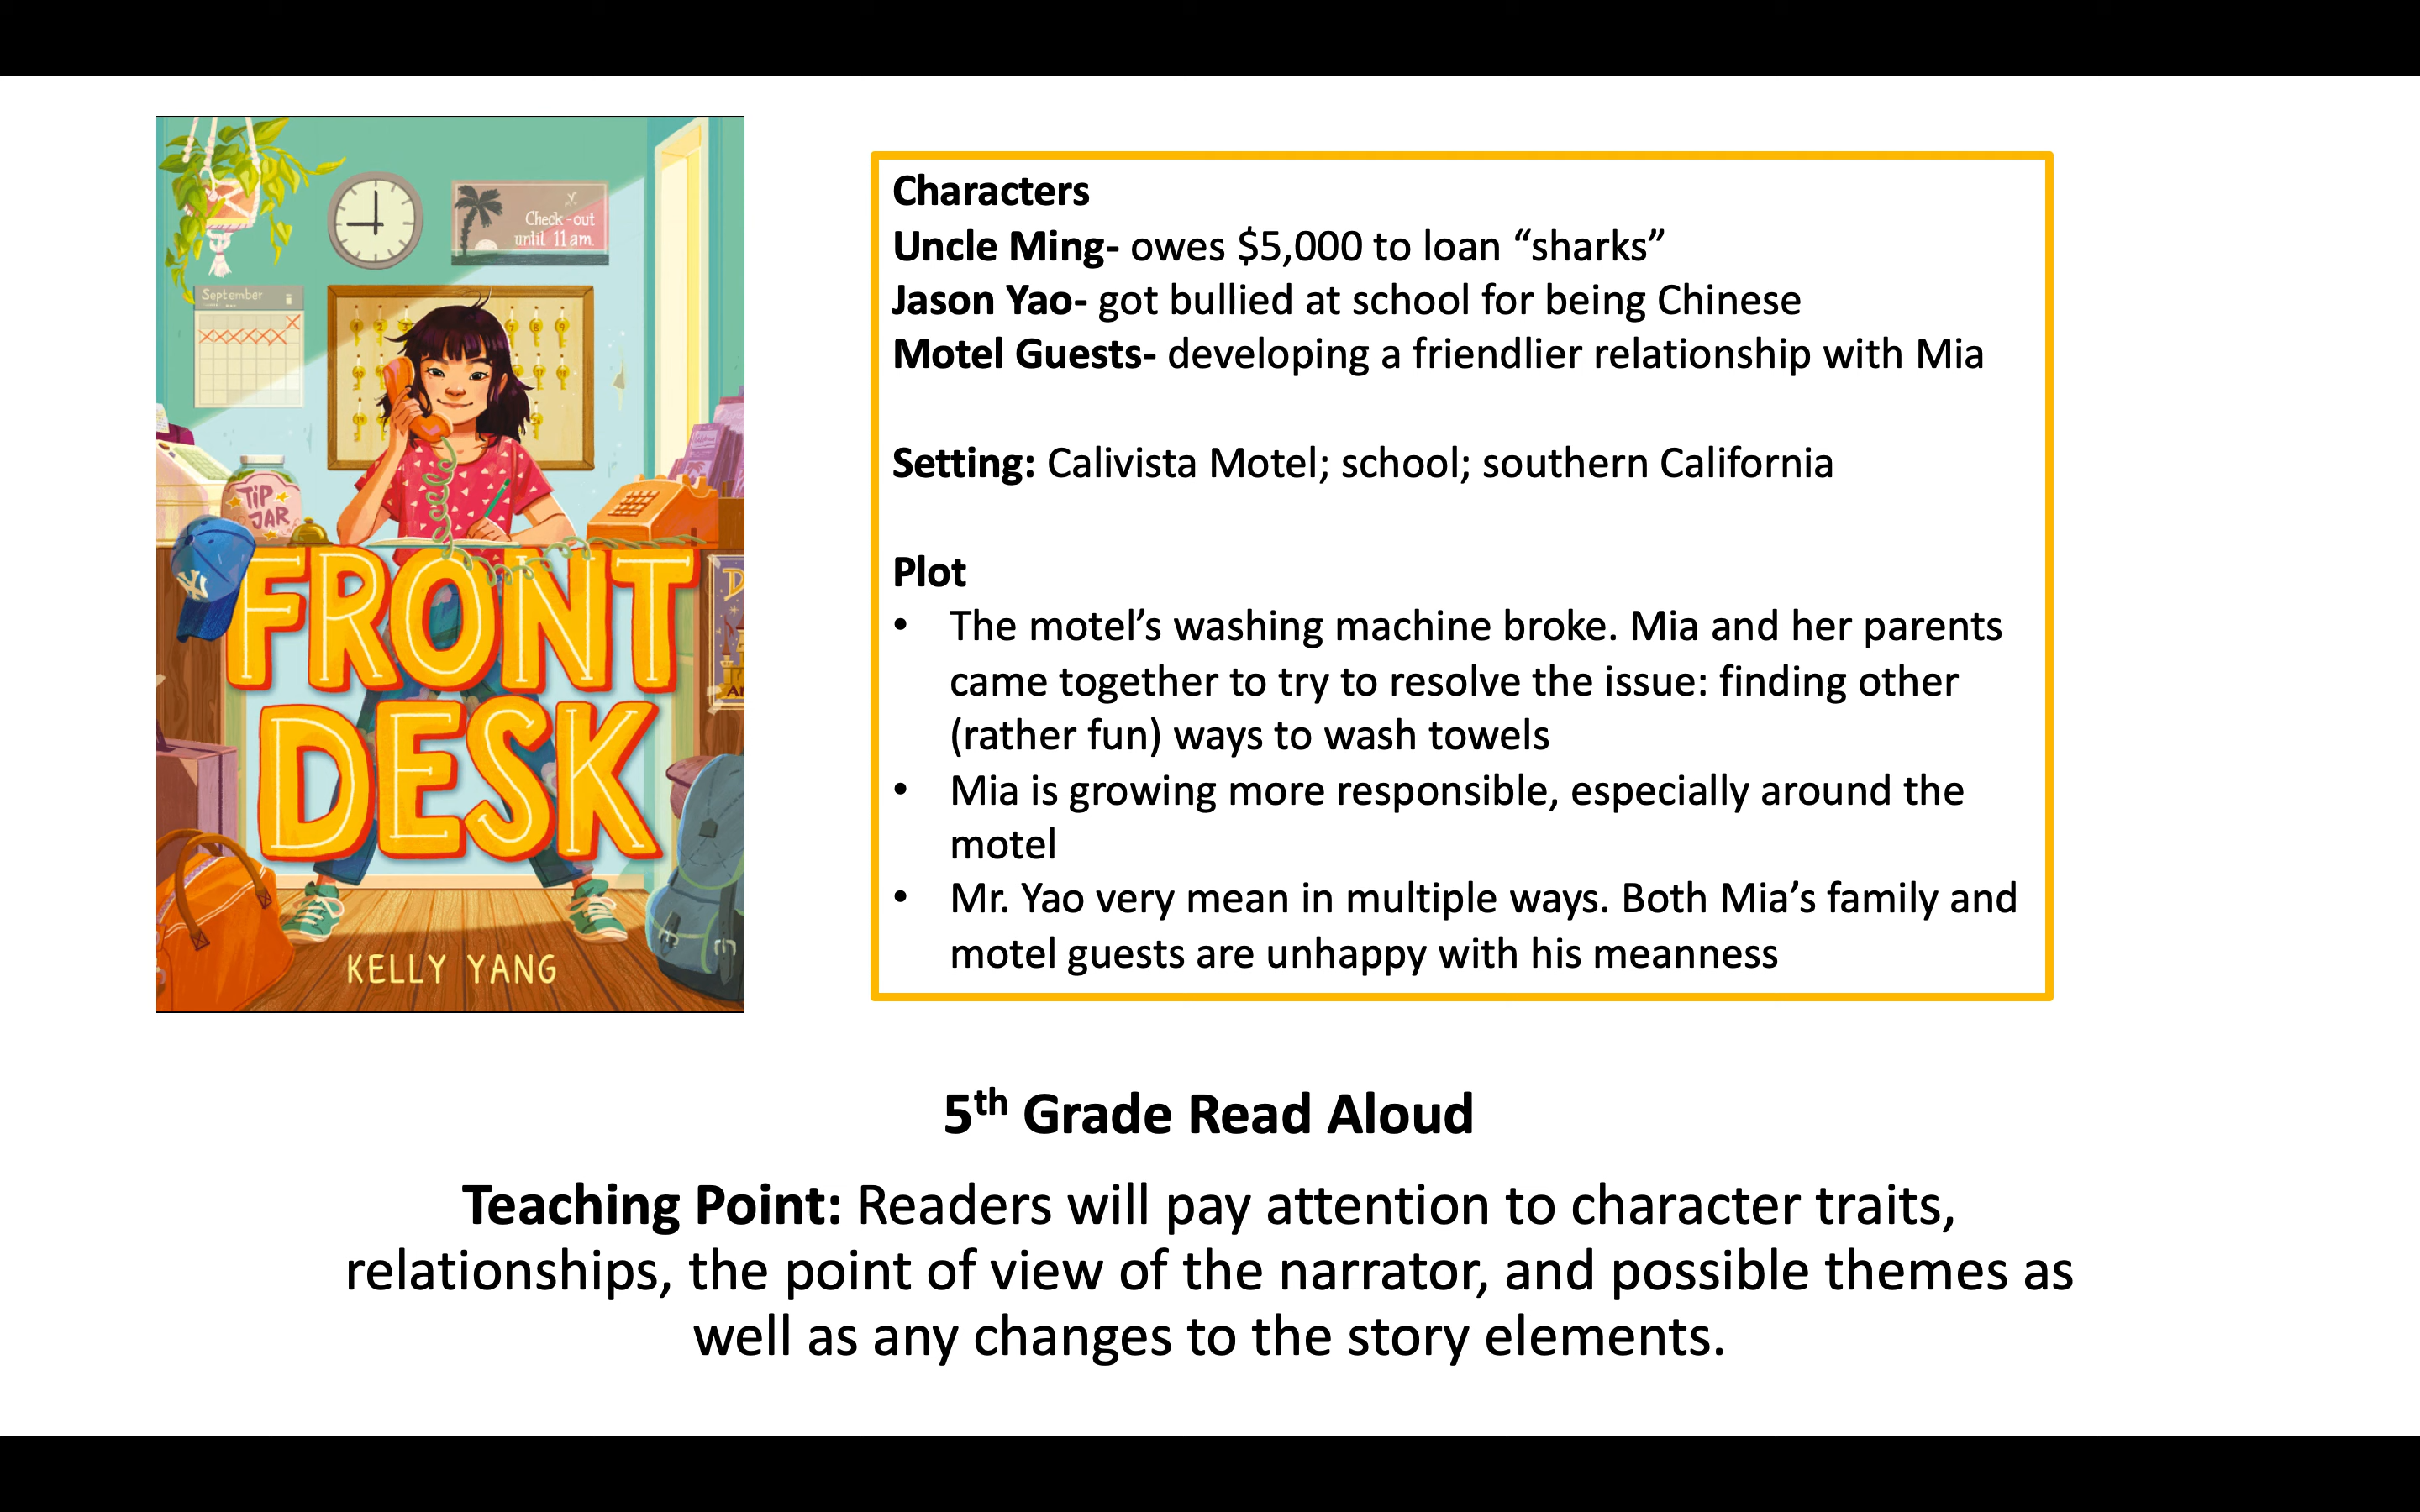 Check-out
until 11am.
September
TIP
JAR
FRONT
DESK
KELLY YANG
Characters
Uncle Ming- owes $5,000 to loan “sharks”
Jason Yao- got bullied at school for being Chinese
Motel Guests- developing a friendlier relationship with Mia
Setting: Calivista Motel; school; southern California
Plot
• The motel’s washing machine broke. Mia and her parents
came together to try to resolve the issue: finding other
(rather fun) ways to wash towels
• Mia is growing more responsible, especially around the
motel
• Mr. Yao very mean in multiple ways. Both Mia’s family and
motel guests are unhappy with his meanness
5th Grade Read Aloud
Teaching Point: Readers will pay attention to character traits,
relationships, the point of view of the narrator, and possible themes as
well as any changes to the story elements.